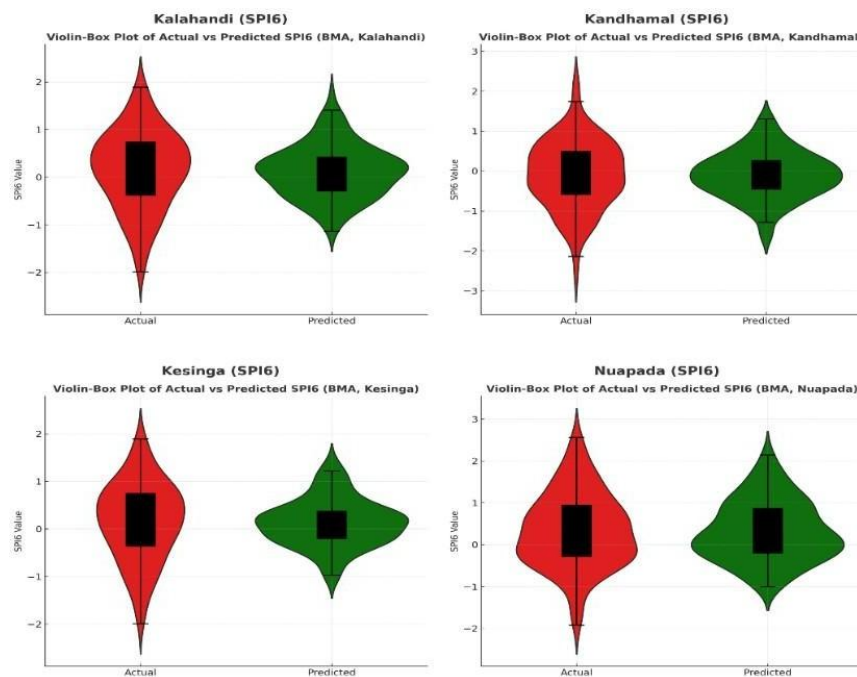 Kalahandi (SPI6)
Violin-Box Plot of Actual vs Predicted SPI6 (BMA, Kalahandi)
2
1
0
−1
−2
SPI6 Value
Actual Predicted
Kandhamal (SPI6)
Violin-Box Plot of Actual vs Predicted SPI6 (BMA, Kandhamal
3
2
1
0
−1
−2
−3
SPI6 Value
Actual Predicted
Kesinga (SPI6)
Violin-Box Plot of Actual vs Predicted SPI6 (BMA, Kesinga)
2
1
0
−1
−2
SPI6 Value
Actual Predicted
Nuapada (SPI6)
Violin-Box Plot of Actual vs Predicted SPI6 (BMA, Nuapada)
3
2
1
0
−1
−2
SPI6 Value
Actual Predicted